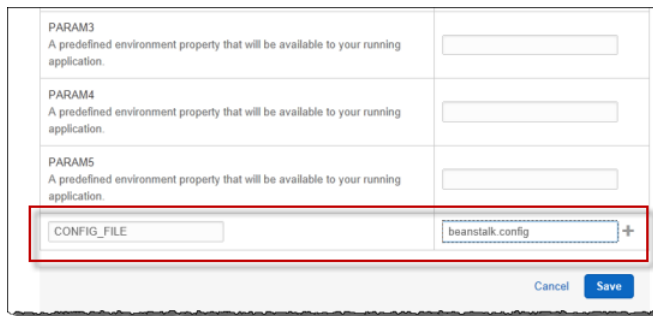 PARAM3
A predefined environment property that will be available to your running
application.
PARAM4
A predefined environment property that will be available to your running
application.
PARAM5
A predefined environment property that will be available to your running
application.
CONFIG_FILE beanstalk.config +
Cancel Save